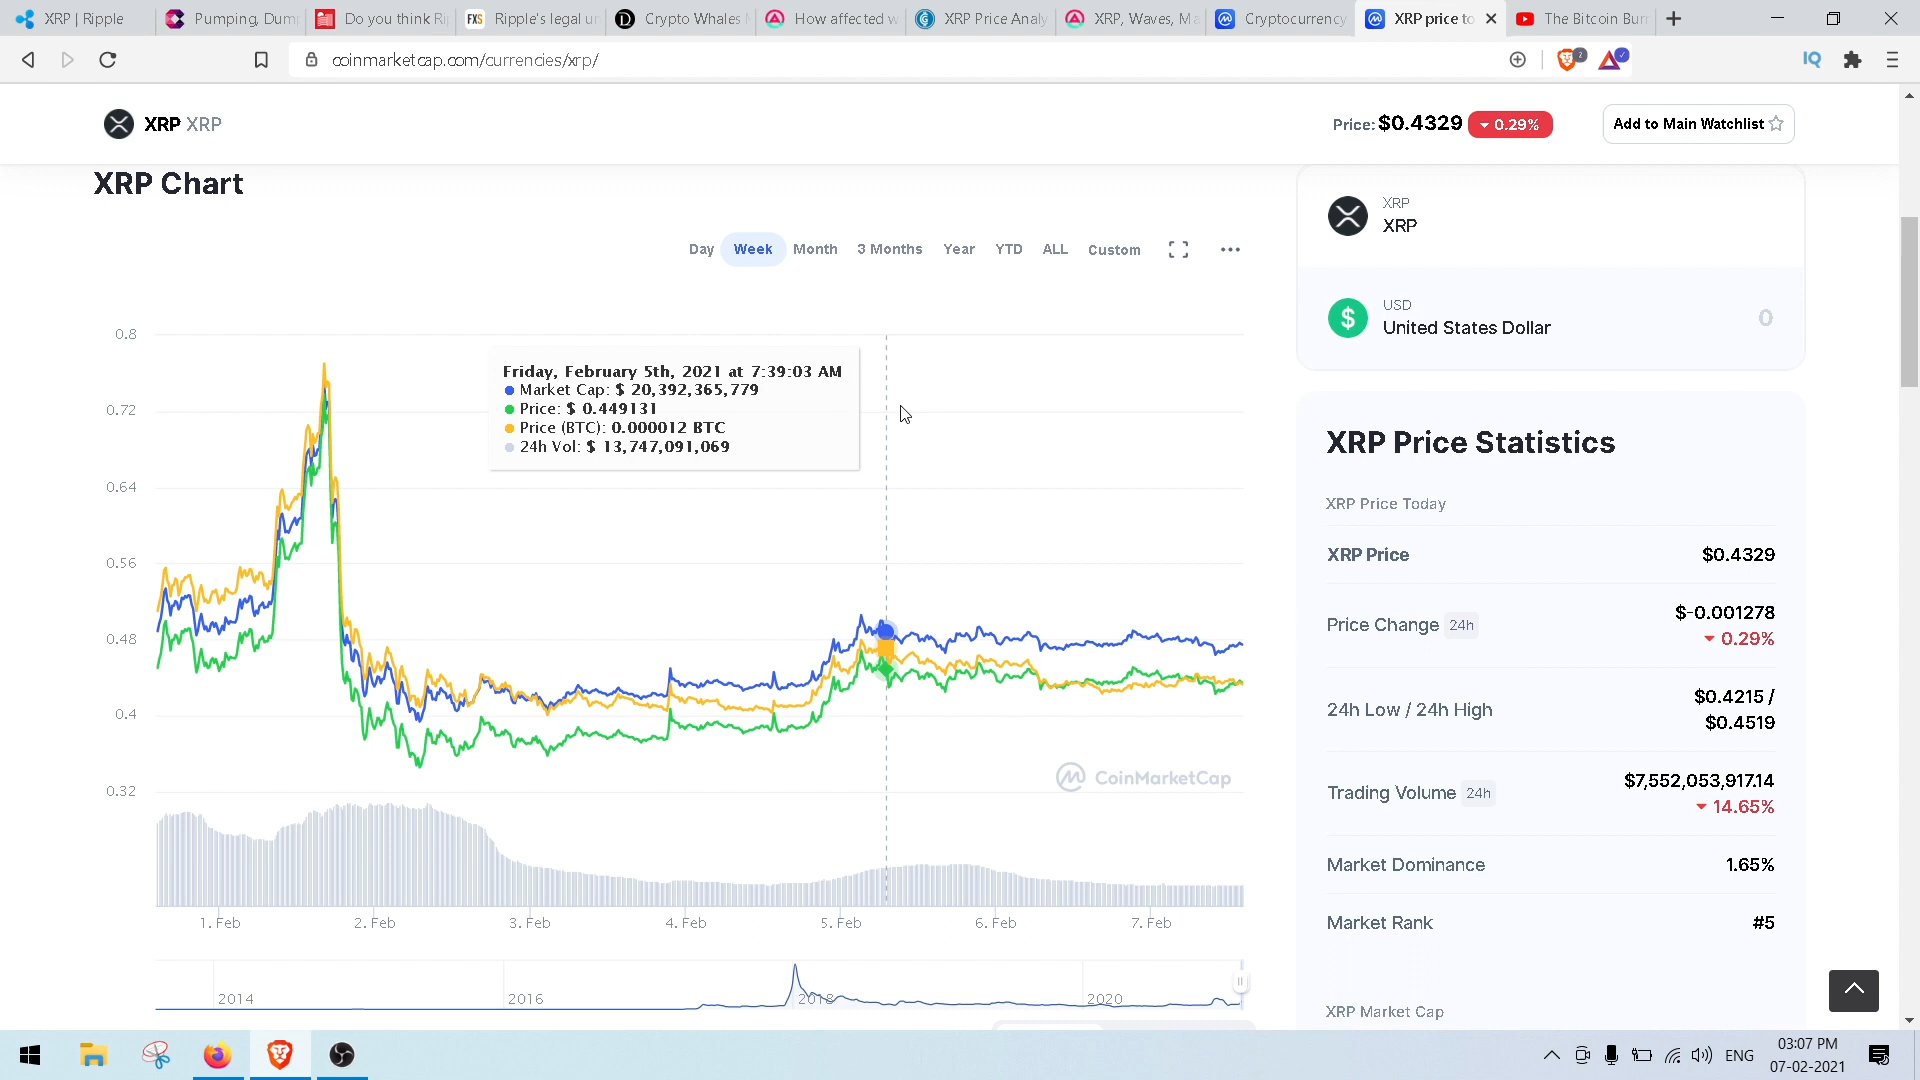 XRP | Ripple
Pumping, Dum
Do you think Ri
Ripple's legal u
Crypto Whales
How affected w
XRP Price Analy
XRP, Waves, Ma
Cryptocurrency
XRP price to
The Bitcoin Bur
coinmarketcap.com/currencies/xrp/
2
IQ
XRP XRP
Price: $0.4329 0.29%
Add to Main Watchlist
XRP Chart
Day Week Month 3 Months Year YTD ALL Custom
0.8
0.72
0.64
0.56
0.48
0.4
0.32
Friday, February 5th, 2021 at 7:39:03 AM
Market Cap: $ 20,392,365,779
Price: $ 0.449131
Price (BTC): 0.000012 BTC
24h Vol: $ 13,747,091,069
CoinMarketCap
1. Feb 2. Feb 3. Feb 4. Feb 5. Feb 6. Feb 7. Feb
2014 2016 2018 2020
XRP
XRP
USD
United States Dollar
0
XRP Price Statistics
XRP Price Today
XRP Price $0.4329
Price Change 24h $-0.001278
0.29%
24h Low / 24h High $0.4215 /
$0.4519
Trading Volume 24h $7,552,053,917.14
14.65%
Market Dominance 1.65%
Market Rank #5
XRP Market Cap
ENG
03:07 PM
07-02-2021